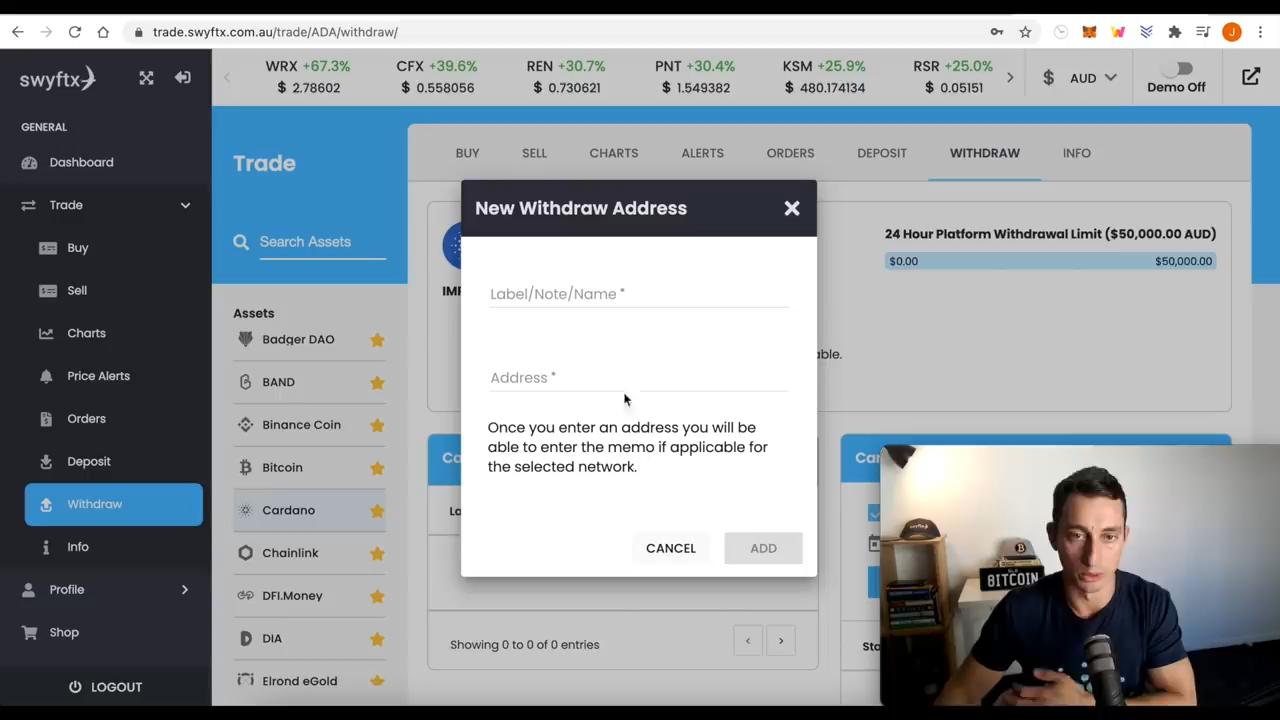 trade.swyftx.com.au/trade/ADA/withdraw/
J
swyftx
WRX +67.3%
$ 2.78602
CFX +39.6%
$ 0.558056
REN +30.7%
$ 0.730621
PNT +30.4%
$ 1.549382
KSM +25.9%
$ 480.174134
RSR +25.0%
$ 0.05151
$ AUD
Demo Off
GENERAL
Dashboard
Trade
Buy
Sell
Charts
Price Alerts
Orders
Deposit
Withdraw
Info
Profile
Shop
LOGOUT
Trade
Search Assets
Assets
Badger DAO
BAND
Binance Coin
Bitcoin
Cardano
Chainlink
DFI.Money
DIA
Elrond eGold
BUY
SELL
CHARTS
ALERTS
ORDERS
DEPOSIT
WITHDRAW
INFO
24 Hour Platform Withdrawal Limit ($50,000.00 AUD)
$0.00
$50,000.00
IMP
able.
New Withdraw Address
Label/Note/Name *
Address *
Once you enter an address you will be
able to enter the memo if applicable for
the selected network.
CANCEL
ADD
Ca
La
Showing 0 to 0 of 0 entries
Car
Sta
swyftx
BITCOIN